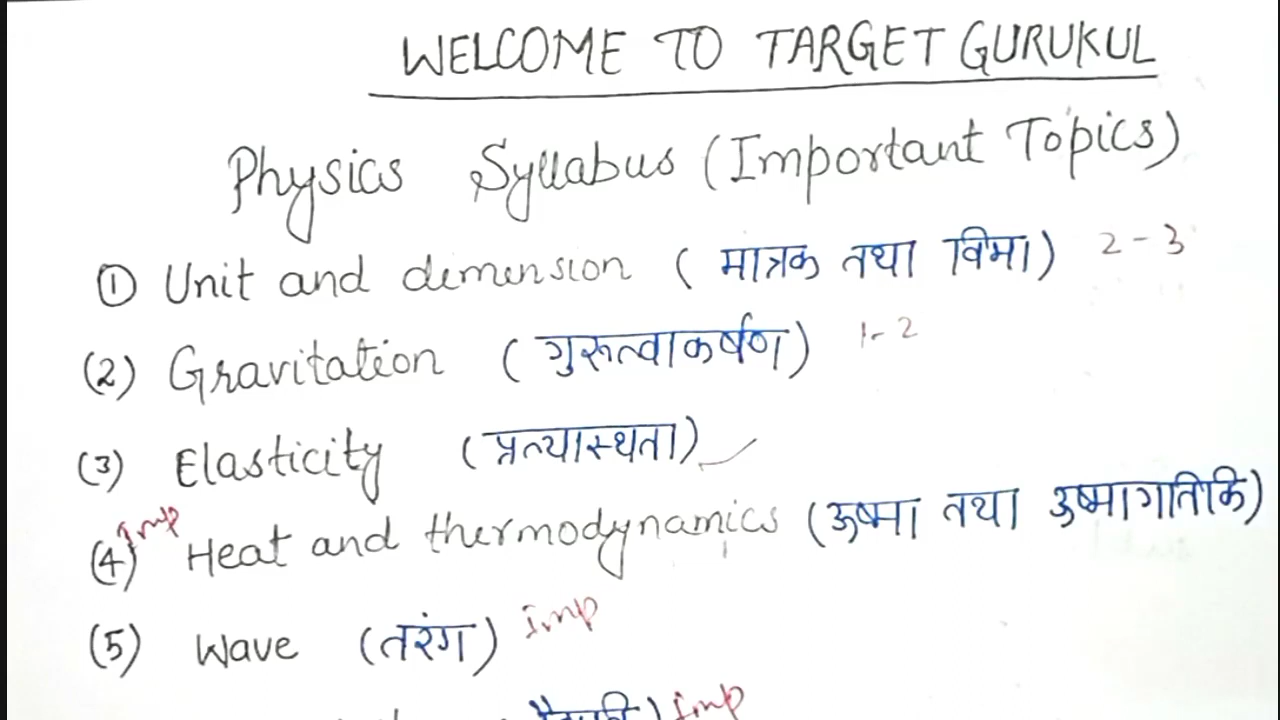 WELCOME TO TARGET GURUKUL
Physics Syllabus (Important Topics)
① Unit and dimension (मात्रक तथा विमा) 2-3
(2) Gravitation (गुरूत्वाकर्षण) 1-2
(3) Elasticity (प्रत्यास्थता)
(4) Imp Heat and thermodynamics (ऊष्मा तथा उष्मागतिकि)
(5) Wave (तरंग) Imp
Imp